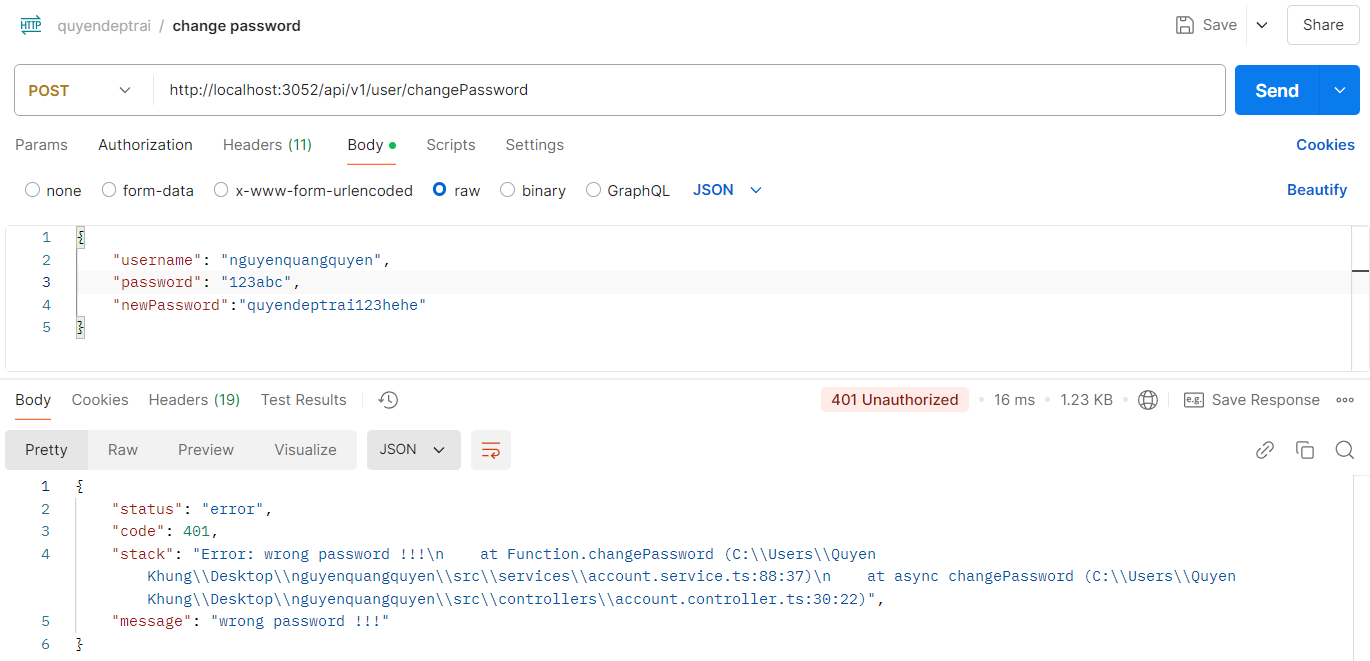 HTTP quyendeptrai / change password Save Share
POST http://localhost:3052/api/v1/user/changePassword Send
Params Authorization Headers (11) Body Scripts Settings Cookies
none form-data x-www-form-urlencoded raw binary GraphQL JSON Beautify
1 {
2 "username": "nguyenquangquyen",
3 "password": "123abc",
4 "newPassword":"quyendeptrai123hehe"
5 }
Body Cookies Headers (19) Test Results 401 Unauthorized 16 ms 1.23 KB e.g. Save Response
Pretty Raw Preview Visualize JSON
1 {
2 "status": "error",
3 "code": 401,
4 "stack": "Error: wrong password !!!\n    at Function.changePassword (C:\\Users\\Quyen
Khung\\Desktop\\nguyenquangquyen\\src\\services\\account.service.ts:88:37)\n    at async changePassword (C:\\Users\\Quyen
Khung\\Desktop\\nguyenquangquyen\\src\\controllers\\account.controller.ts:30:22)",
5 "message": "wrong password !!!"
6 }